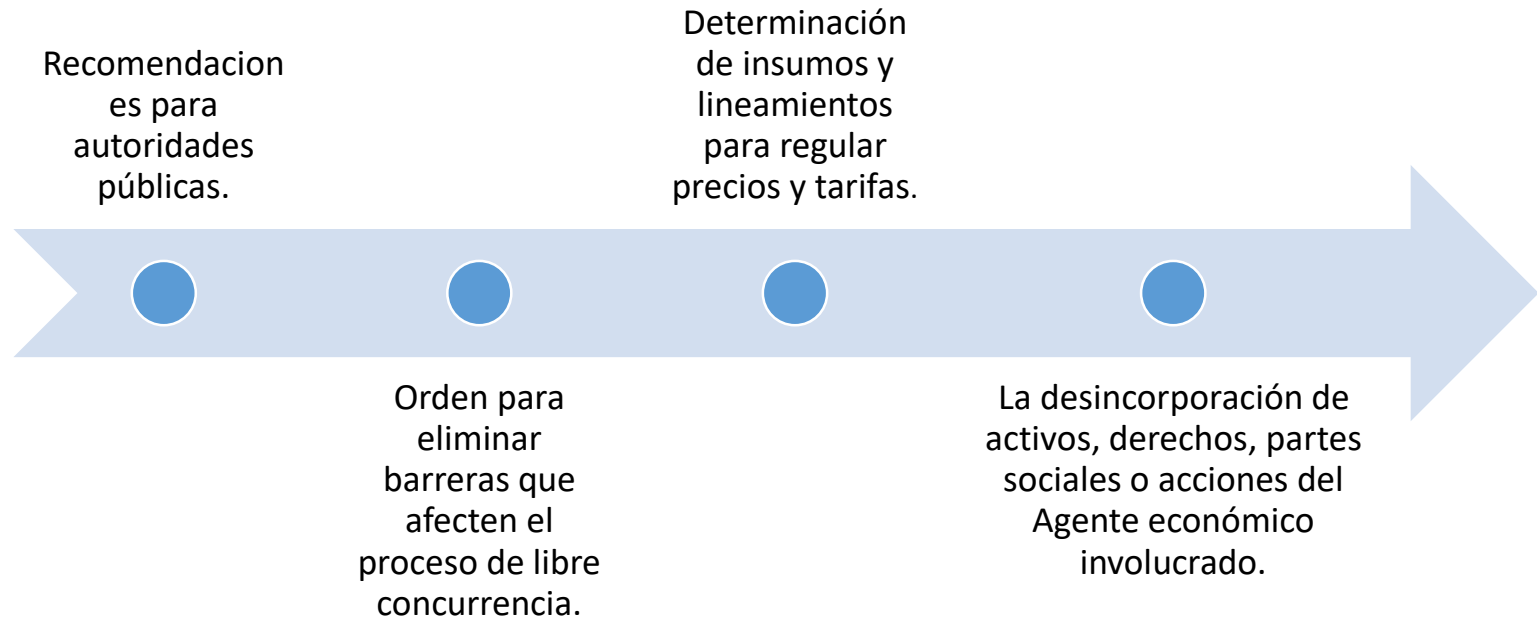 Recomendacion
es para
autoridades
públicas.
Orden para
eliminar
barreras que
afecten el
proceso de libre
concurrencia.
Determinación
de insumos y
lineamientos
para regular
precios y tarifas.
La desincorporación de
activos, derechos, partes
sociales o acciones del
Agente económico
involucrado.